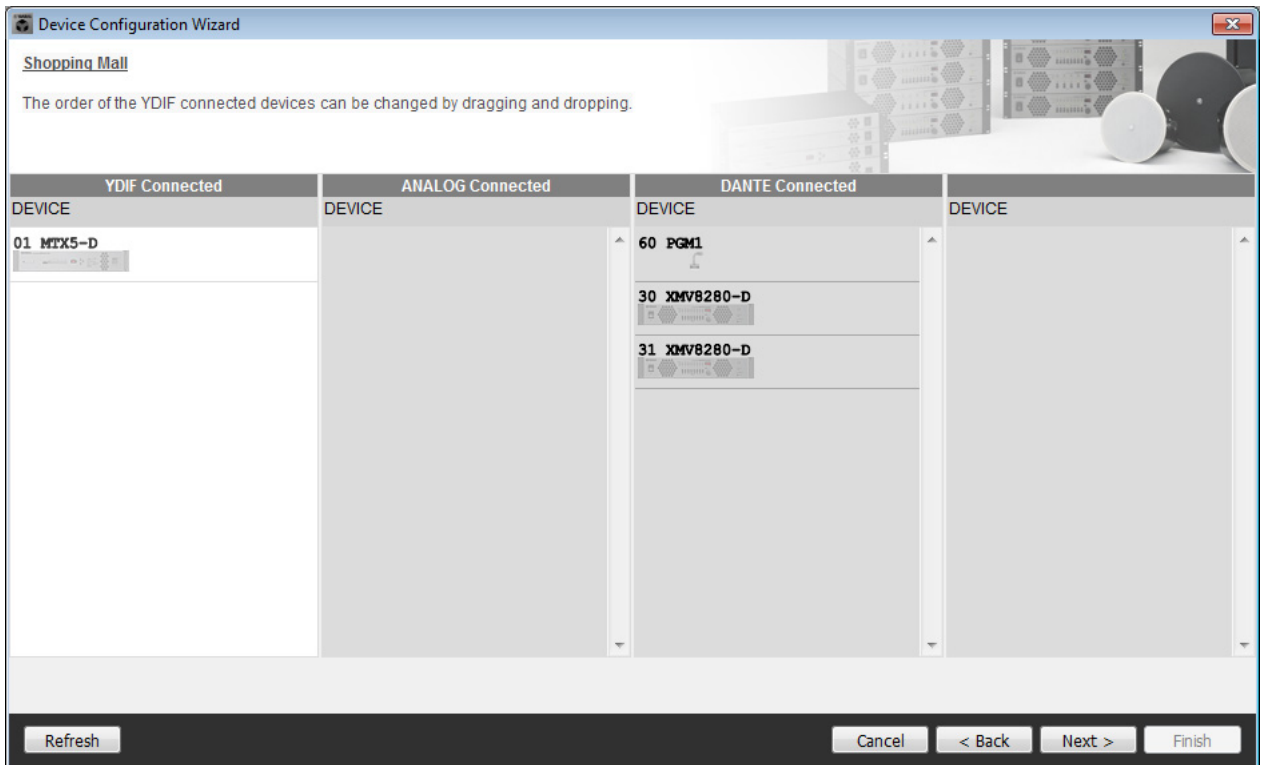 Device Configuration Wizard
Shopping Mall
The order of the YDIF connected devices can be changed by dragging and dropping.
YDIF Connected
ANALOG Connected
DANTE Connected
DEVICE
DEVICE
DEVICE
DEVICE
01 MTX5-D
60 PGM1
30 XMV8280-D
31 XMV8280-D
Refresh
Cancel
< Back
Next >
Finish